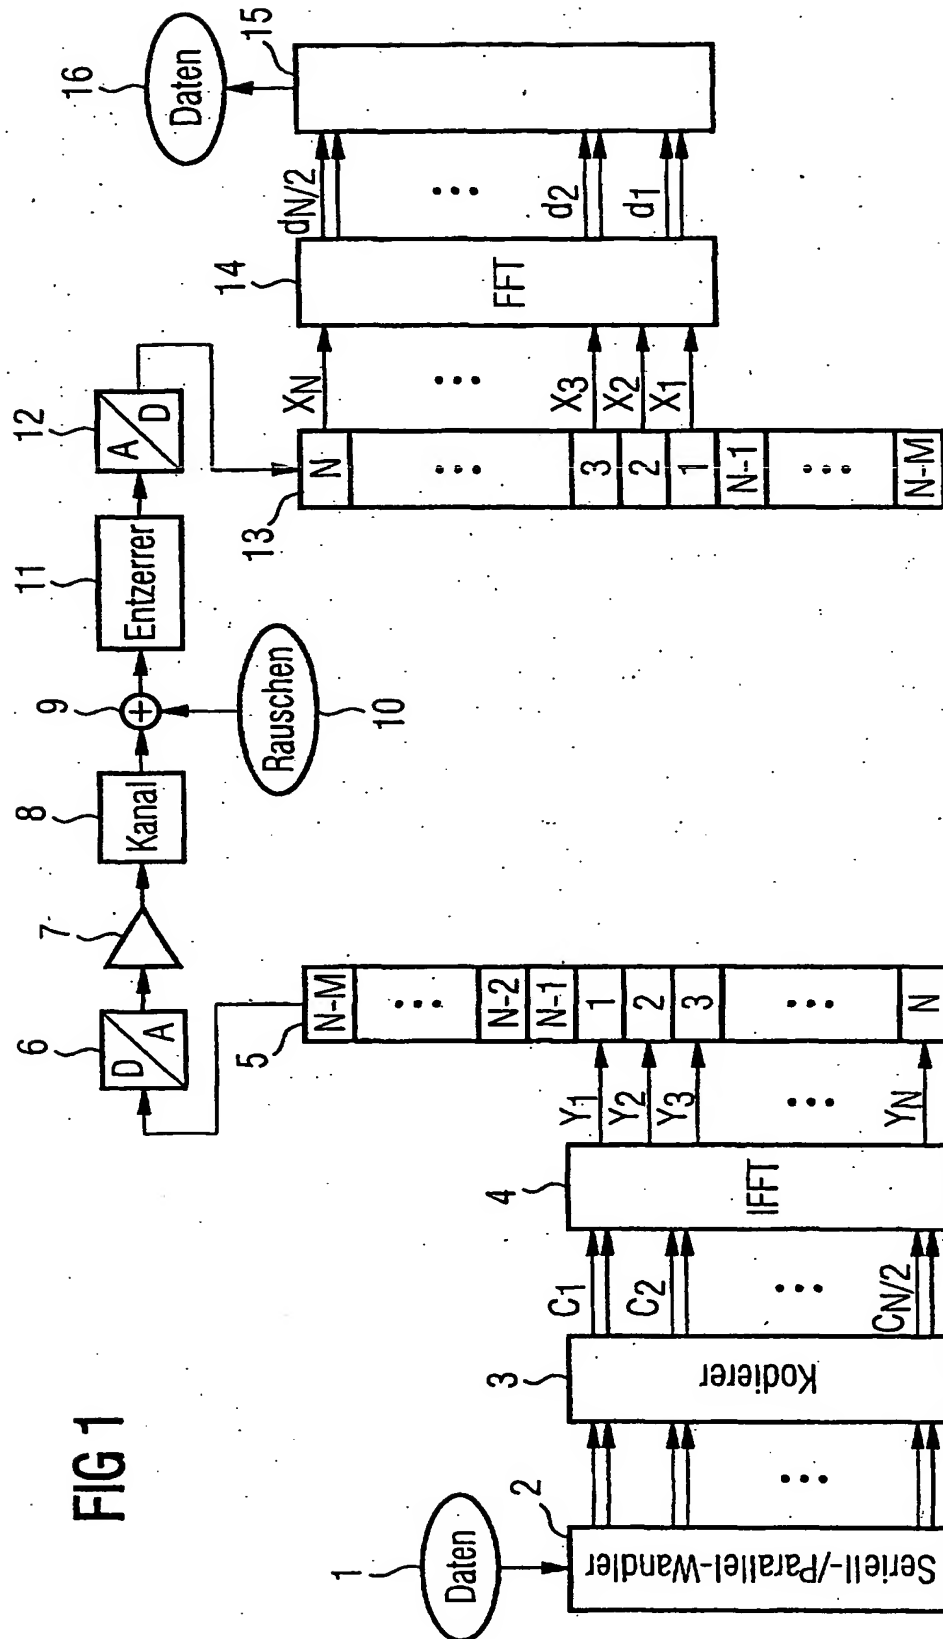 FIG 1
1
Daten
2
Seriell-/Parallel-Wandler
3
Kodierer
C1
C2
...
CN/2
4
IFFT
Y1
Y2
Y3
...
YN
5
N-M
...
N-2
N-1
1
2
3
...
N
6
D
A
7
8
Kanal
9
+
10
Rauschen
11
Entzerrer
12
A
D
13
N
...
3
2
1
N-1
...
N-M
XN
...
X3
X2
X1
14
FFT
dN/2
...
d2
d1
15
16
Daten